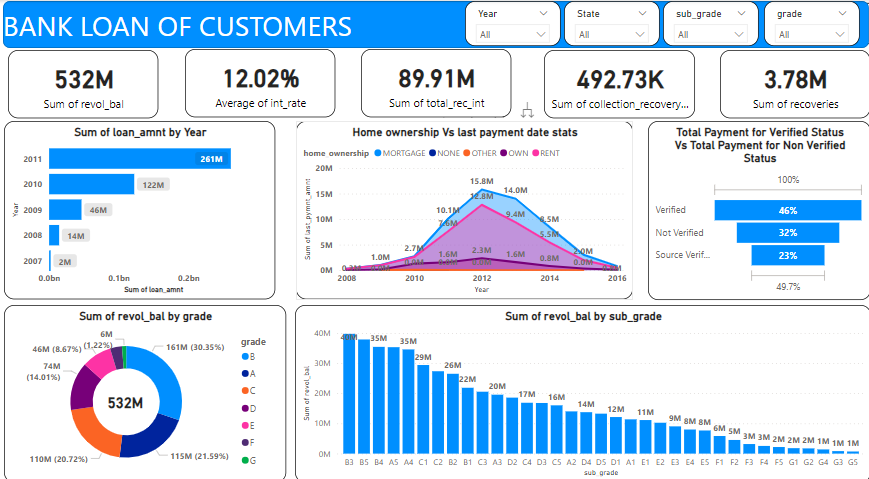 BANK LOAN OF CUSTOMERS
Year
All
State
All
sub_grade
All
grade
All
532M
Sum of revol_bal
12.02%
Average of int_rate
89.91M
Sum of total_rec_int
492.73K
Sum of collection_recovery...
3.78M
Sum of recoveries
Sum of loan_amnt by Year
Year
2011
261M
2010
122M
2009
46M
2008
14M
2007
2M
0.0bn 0.1bn 0.2bn
Sum of loan_amnt
Home ownership Vs last payment date stats
home_ownership MORTGAGE NONE OTHER OWN RENT
Sum of last_pymnt_amnt
20M
15M
10M
5M
0M
15.8M
14.0M
12.8M
10.1M
9.4M
8.5M
7.6M
5.5M
2.7M
2.3M
2.0M
1.0M
1.6M
1.6M
0.8M
0.0M
0.0M
2008 2010 2012 2014 2016
Year
Total Payment for Verified Status
Vs Total Payment for Non Verified
Status
100%
Verified
46%
Not Verified
32%
Source Verif...
23%
49.7%
Sum of revol_bal by grade
6M
(1.22%)
46M (8.67%)
74M
(14.01%)
110M (20.72%)
161M (30.35%)
115M (21.59%)
532M
grade
B
A
C
D
E
F
G
Sum of revol_bal by sub_grade
Sum of revol_bal
40M
30M
20M
10M
0M
40M 35M 35M 29M 26M 22M 20M 17M 16M 14M 12M 11M 9M 8M 8M 6M 5M 3M 3M 2M 2M 2M 1M 1M 1M
B3 B5 B4 A5 A4 C1 C2 B2 B1 C3 A3 D2 C4 D3 C5 A2 D4 D5 D1 A1 E1 E2 E3 E4 E5 F1 F2 F3 F4 F5 G1 G2 G4 G3 G5
sub_grade